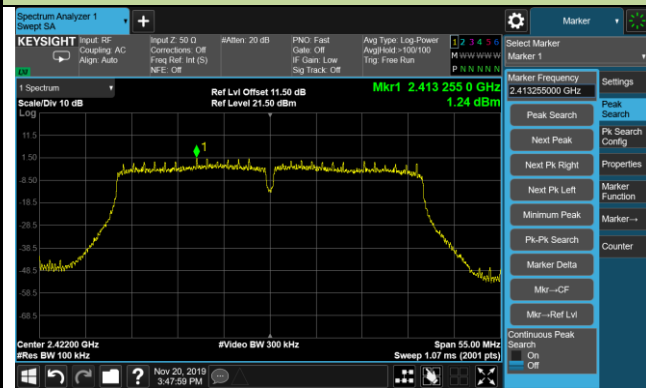 Spectrum Analyzer 1
Swept SA
+
Marker
KEYSIGHT
Input: RF
Coupling: AC
Align: Auto
Input Z: 50 Ω
Corrections: Off
Freq Ref: Int (S)
NFE: Off
#Atten: 20 dB
PNO: Fast
Gate: Off
IF Gain: Low
Sig Track: Off
Avg Type: Log-Power
Avg|Hold:>100/100
Trig: Free Run
1 2 3 4 5 6
M W W W W W
P N N N N N
LXI
Select Marker
Marker 1
1 Spectrum
Scale/Div 10 dB
Log
Ref Lvl Offset 11.50 dB
Ref Level 21.50 dBm
Mkr1 2.413 255 0 GHz
1.24 dBm
1
11.5
1.50
-8.50
-18.5
-28.5
-38.5
-48.5
-58.5
-68.5
Center 2.42200 GHz
#Res BW 100 kHz
#Video BW 300 kHz
Span 55.00 MHz
Sweep 1.07 ms (2001 pts)
Marker Frequency
2.413255000 GHz
Peak Search
Next Peak
Next Pk Right
Next Pk Left
Minimum Peak
Pk-Pk Search
Marker Delta
Mkr→CF
Mkr→Ref Lvl
Continuous Peak
Search
On
Off
Settings
Peak
Search
Pk Search
Config
Properties
Marker
Function
Marker→
Counter
?
Nov 20, 2019
3:47:59 PM